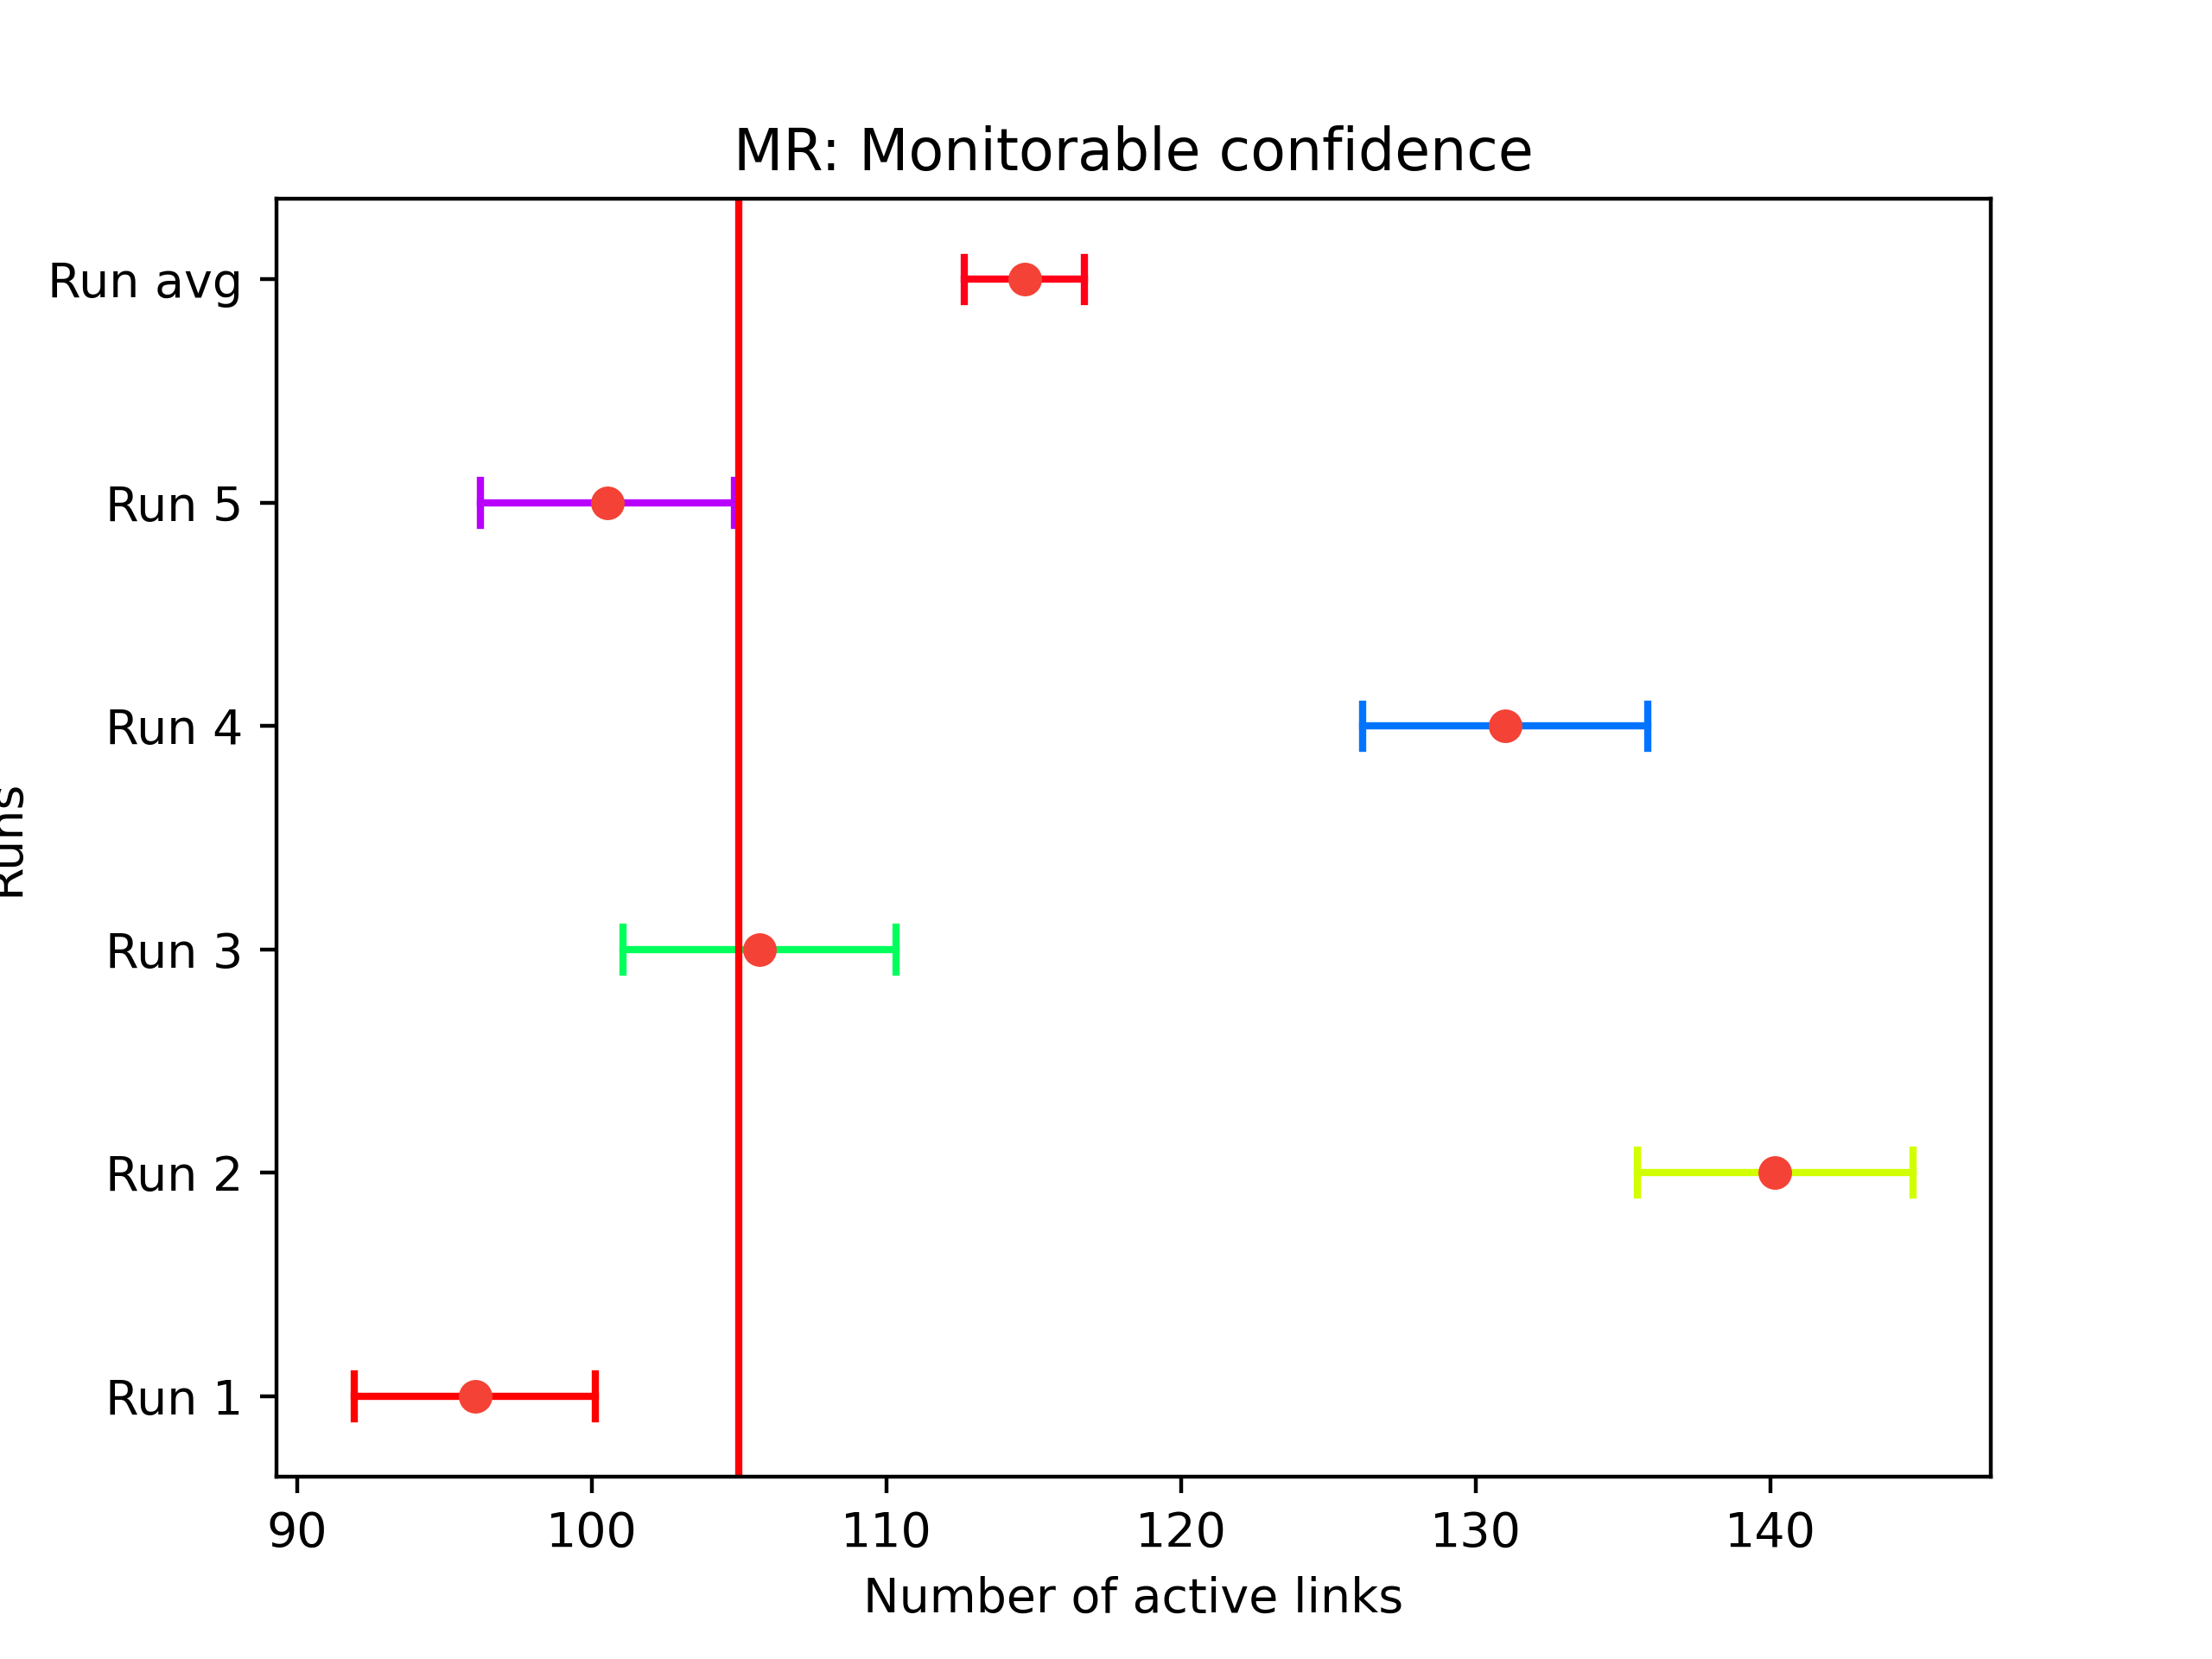 MR: Monitorable confidence
Run avg
Run 5
Run 4
Runs
Run 3
Run 2
Run 1
90 100 110 120 130 140
Number of active links